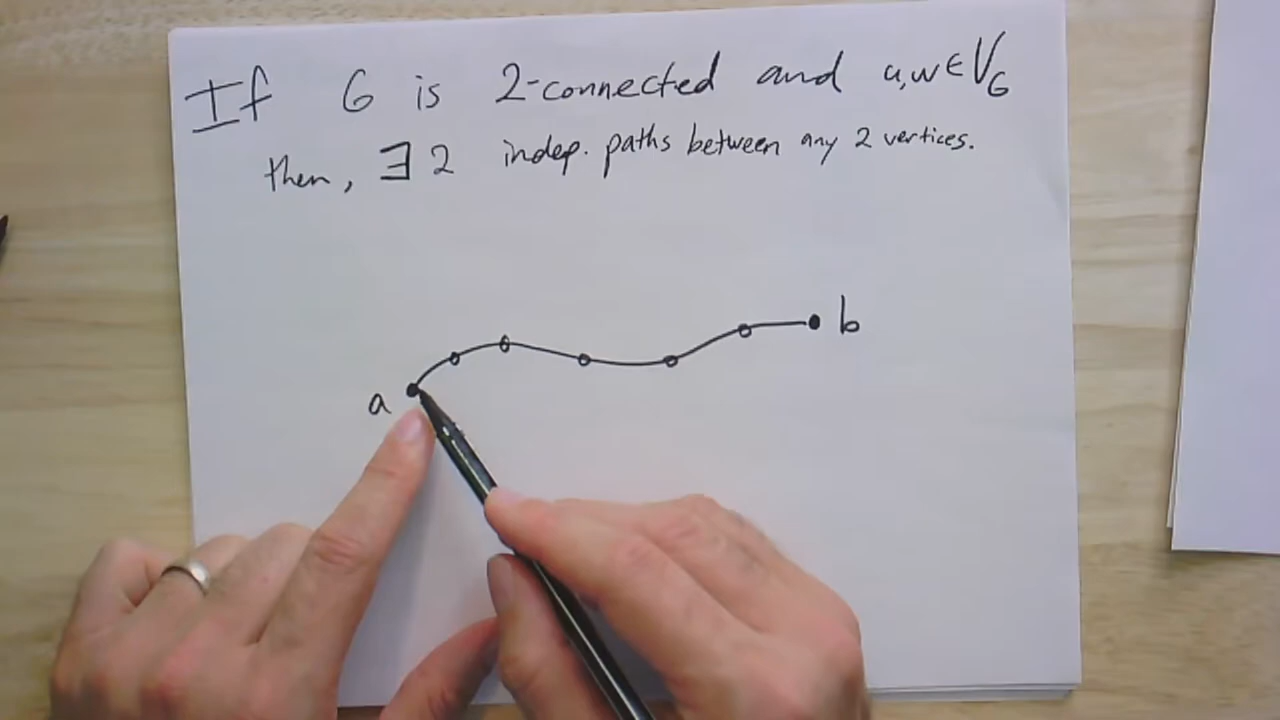 If G is 2-connected and u,w∈V_G
then, ∃ 2 indep. paths between any 2 vertices.
b
a